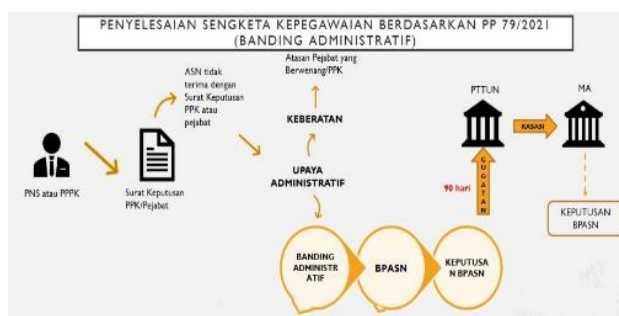 PENYELESAIAN SENGKETA KEPEGAWAIAN BERDASARKAN PP 79/2021
(BANDING ADMINISTRATIF)
Atasan Pejabat yang
Berwenang/PPK
ASN tidak
terima dengan
Surat Keputusan
PPK atau
pejabat
KEBERATAN
PTTUN
MA
KASASI
UPAYA
ADMINISTRATIF
PNS atau PPPK
Surat Keputusan
PPK/Pejabat
90 hari
GUGATAN
KEPUTUSAN
BPASN
BANDING
ADMINISTR
ATIF
BPASN
KEPUTUSA
N BPASN